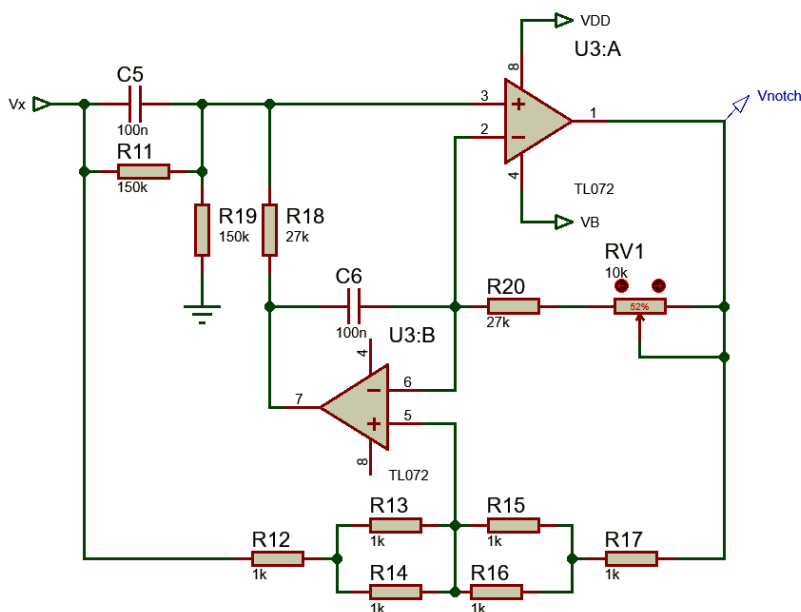 VDD
U3:A
C5
8
Vx
3
1
Vnotch
100n
2
R11
4
TL072
150k
R19
R18
VB
150k
27k
RV1
C6
10k
R20
52%
100n
27k
U3:B
4
6
7
5
8
TL072
R13
R15
R12
1k
1k
R17
1k
R14
R16
1k
1k
1k